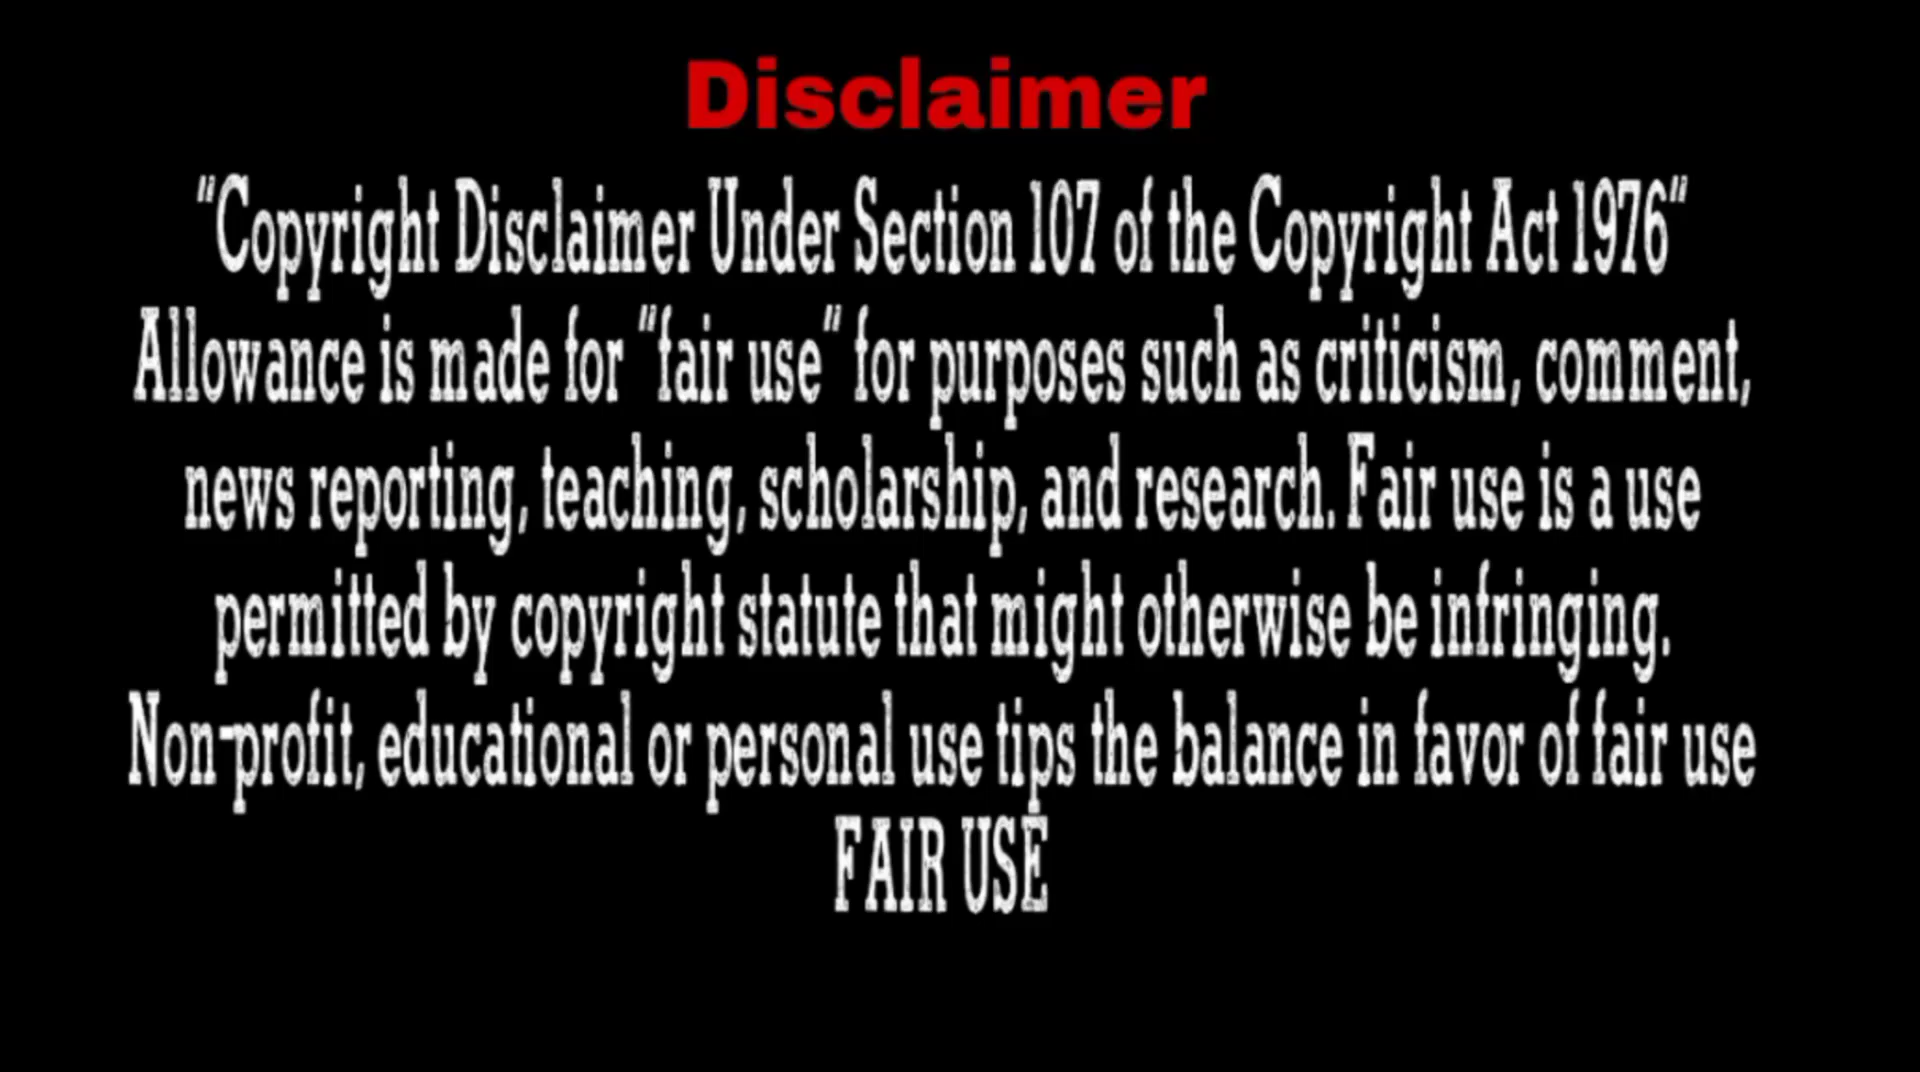 Disclaimer
"Copyright Disclaimer Under Section 107 of the Copyright Act 1976"
Allowance is made for "fair use" for purposes such as criticism, comment,
news reporting, teaching, scholarship, and research. Fair use is a use
permitted by copyright statute that might otherwise be infringing.
Non-profit, educational or personal use tips the balance in favor of fair use
FAIR USE